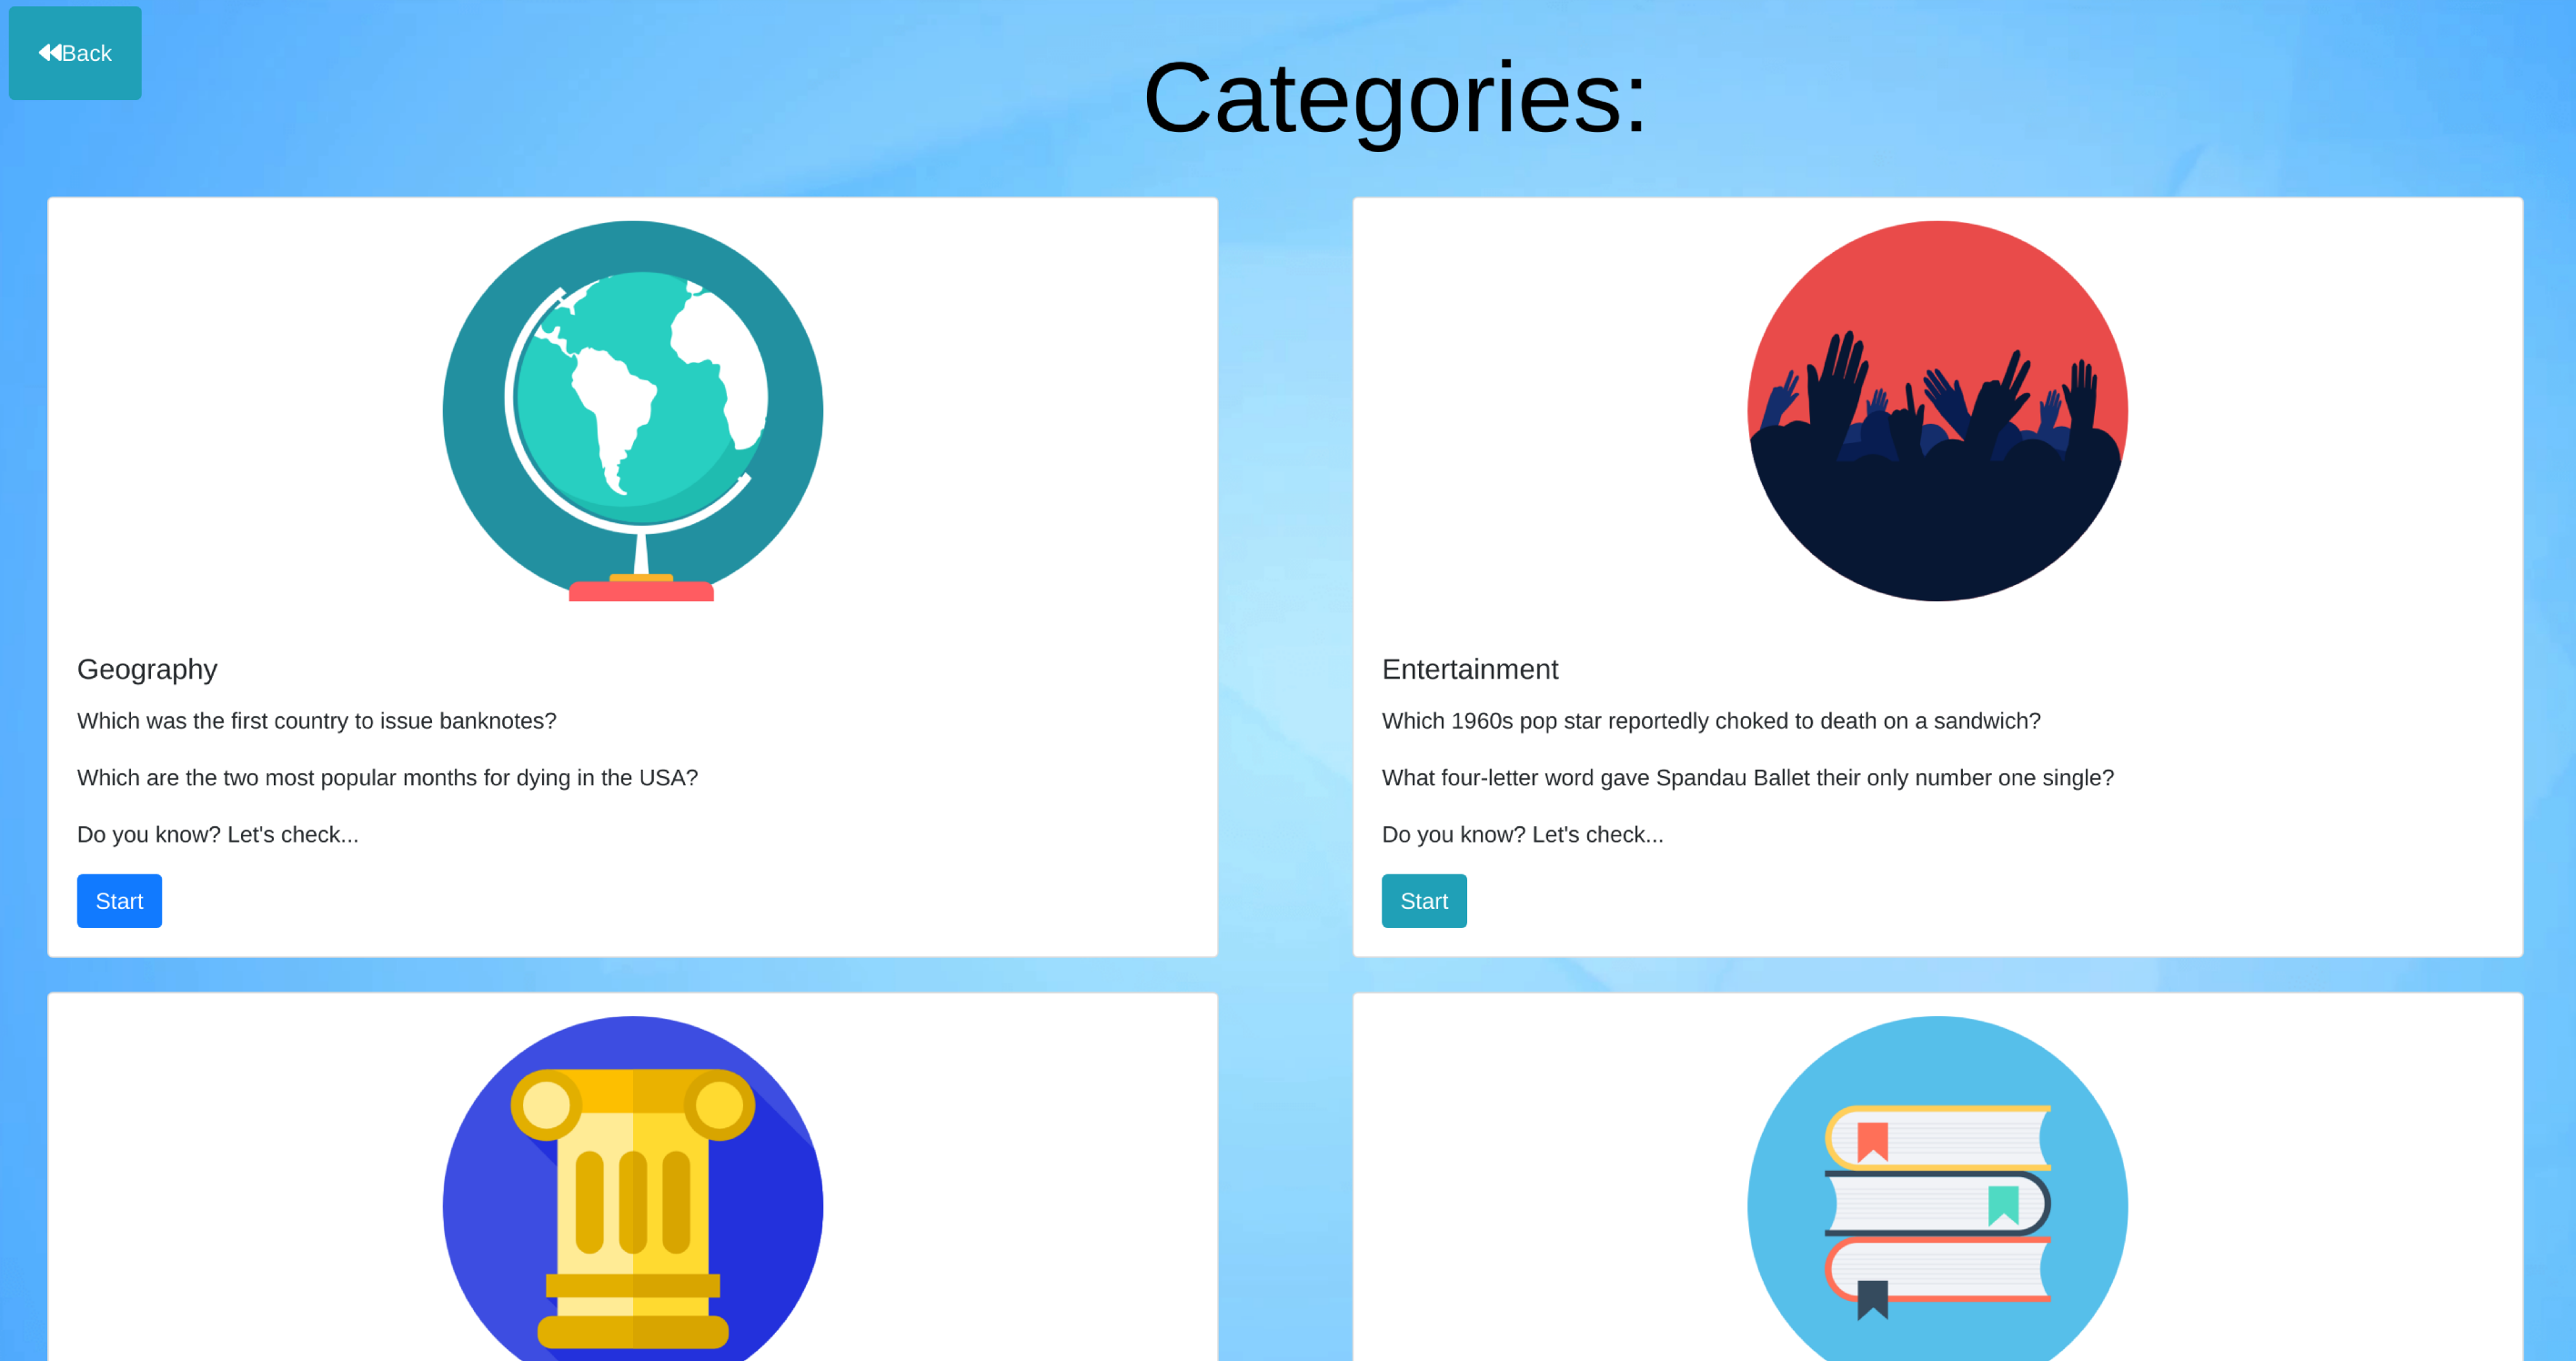 Back
Categories:
Geography
Which was the first country to issue banknotes?
Which are the two most popular months for dying in the USA?
Do you know? Let's check...
Start
Entertainment
Which 1960s pop star reportedly choked to death on a sandwich?
What four-letter word gave Spandau Ballet their only number one single?
Do you know? Let's check...
Start